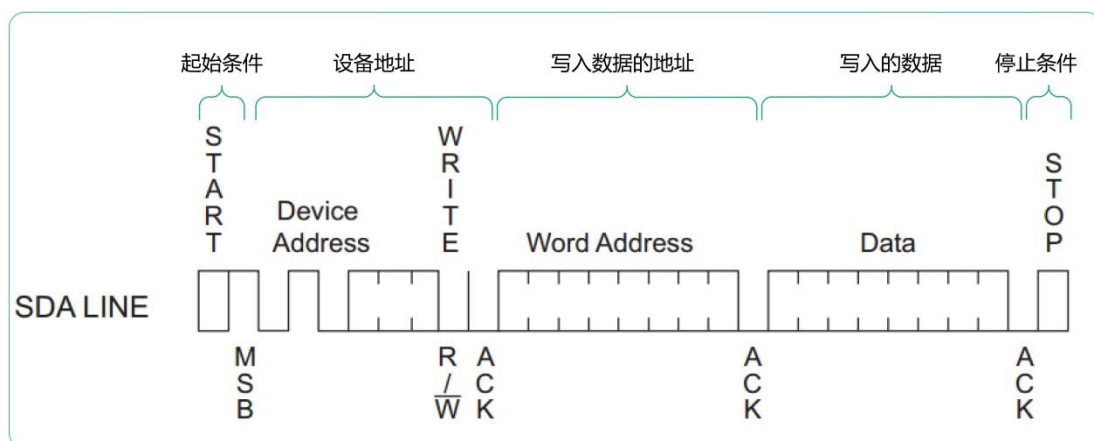 起始条件 设备地址 写入数据的地址 写入的数据 停止条件
START
WRITE
STOP
Device
Address
Word Address
Data
SDA LINE
MSB
R/W
ACK
ACK
ACK